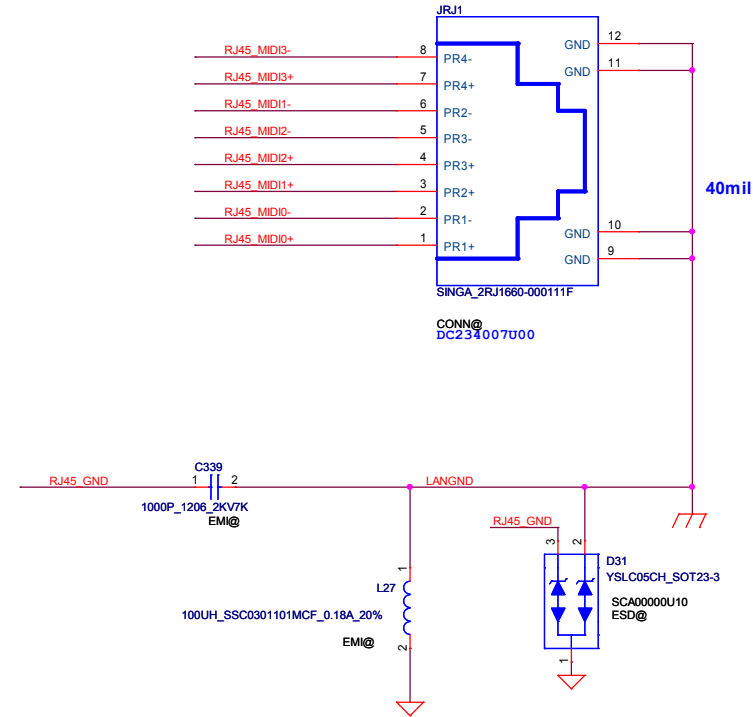 JRJ1
RJ45_MIDI3- 8 PR4- GND 12
RJ45_MIDI3+ 7 PR4+ GND 11
RJ45_MIDI1- 6 PR2-
RJ45_MIDI2- 5 PR3-
RJ45_MIDI2+ 4 PR3+
RJ45_MIDI1+ 3 PR2+
40mil
RJ45_MIDI0- 2 PR1- GND 10
RJ45_MIDI0+ 1 PR1+ GND 9
SINGA_2RJ1660-000111F
CONN@
DC234007U00
C339
RJ45_GND 1 2 LANGND
1000P_1206_2KV7K
EMI@
RJ45_GND
3 2
D31
YSLC05CH_SOT23-3
SCA00000U10
ESD@
1
1
L27
100UH_SSC0301101MCF_0.18A_20%
EMI@
2